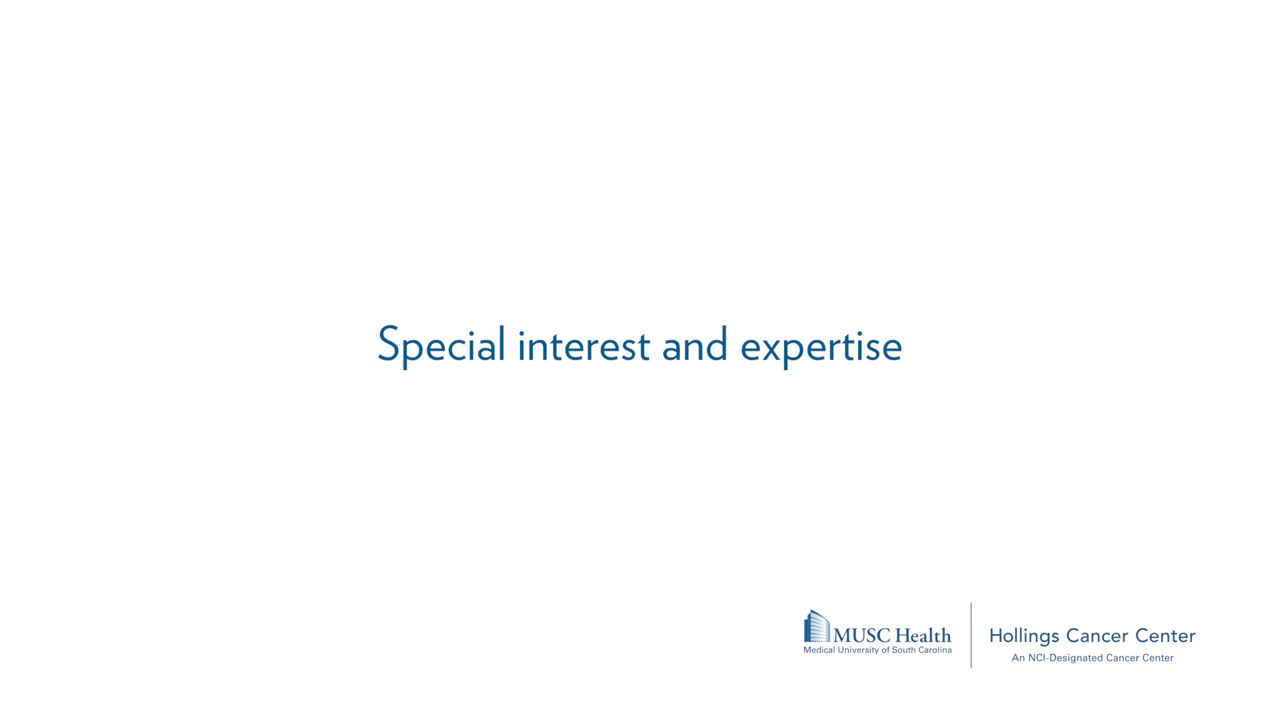 Special interest and expertise
MUSC Health
Medical University of South Carolina
Hollings Cancer Center
An NCI-Designated Cancer Center